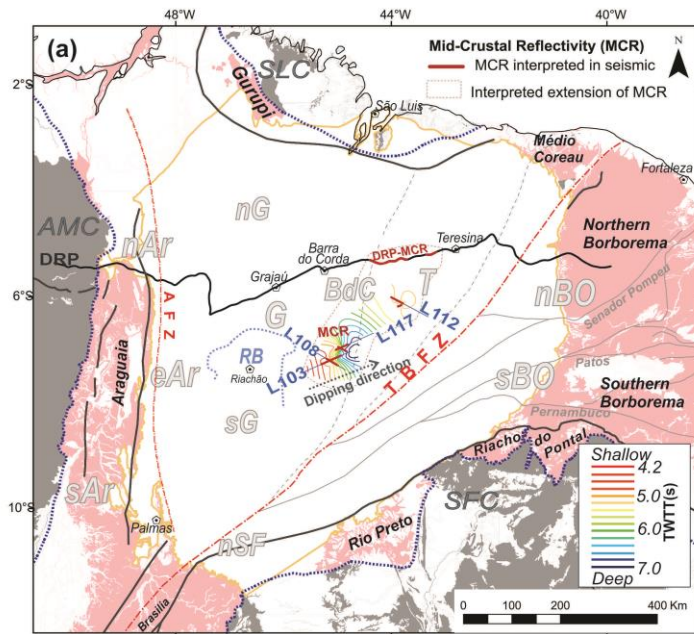 48°W 44°W 40°W
(a)
Mid-Crustal Reflectivity (MCR)
MCR interpreted in seismic
Interpreted extension of MCR
N
2°S
SLC
Gurupi
São Luis
Médio
Coreau
Fortaleza
AMC
nG
Northern
Borborema
DRP
nAr
Barra
do Corda
DRP-MCR
Teresina
Grajaú
Senador Pompeu
6°S
AFZ
G
BdC
T
nBO
L112
L117
MCR
L108
RB
Riachão
L103
Dipping direction
TBFZ
Patos
Araguaia
eAr
sBO
Southern
Borborema
sG
Pernambuco
Riacho
do
Pontal
sAr
10°S
Palmas
nSF
Rio Preto
SFC
Brasilia
Shallow
4.2
5.0
6.0
7.0
TWTT(s)
Deep
0 100 200 400 Km